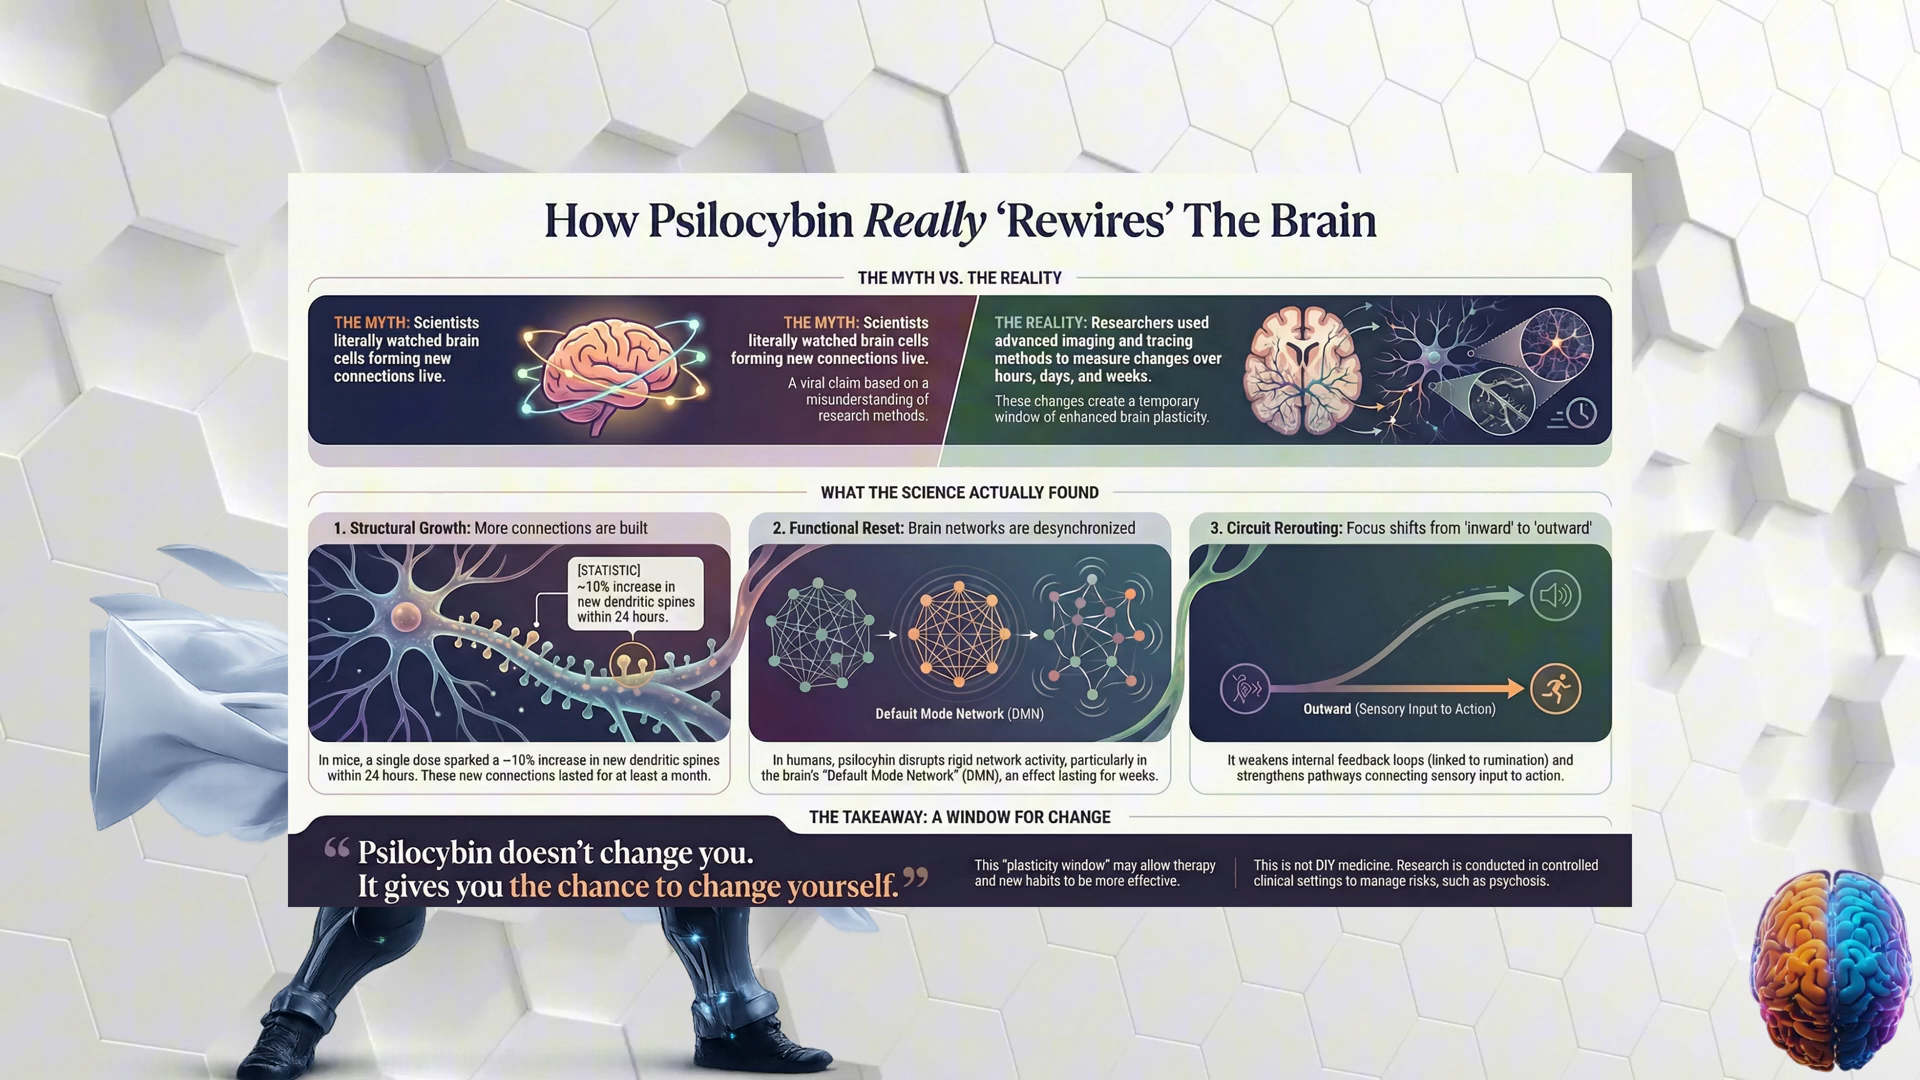 How Psilocybin Really ‘Rewires’ The Brain
THE MYTH VS. THE REALITY
THE MYTH: Scientists
literally watched brain
cells forming new
connections live.
THE MYTH: Scientists
literally watched brain cells
forming new connections live.
A viral claim based on a
misunderstanding of
research methods.
THE REALITY: Researchers used
advanced imaging and tracing
methods to measure changes over
hours, days, and weeks.
These changes create a temporary
window of enhanced brain plasticity.
WHAT THE SCIENCE ACTUALLY FOUND
1. Structural Growth: More connections are built
[STATISTIC]
~10% increase in
new dendritic spines
within 24 hours.
In mice, a single dose sparked a ~10% increase in new dendritic spines
within 24 hours. These new connections lasted for at least a month.
2. Functional Reset: Brain networks are desynchronized
Default Mode Network (DMN)
In humans, psilocyhin disrupts rigid network activity, particularly in
the brain's “Default Mode Network” (DMN), an effect lasting for weeks.
3. Circuit Rerouting: Focus shifts from 'inward' to 'outward'
Outward (Sensory Input to Action)
It weakens internal feedback loops (linked to rumination) and
strengthens pathways connecting sensory input to action.
THE TAKEAWAY: A WINDOW FOR CHANGE
“Psilocybin doesn’t change you.
It gives you the chance to change yourself.”
This “plasticity window” may allow therapy
and new habits to be more effective.
This is not DIY medicine. Research is conducted in controlled
clinical settings to manage risks, such as psychosis.